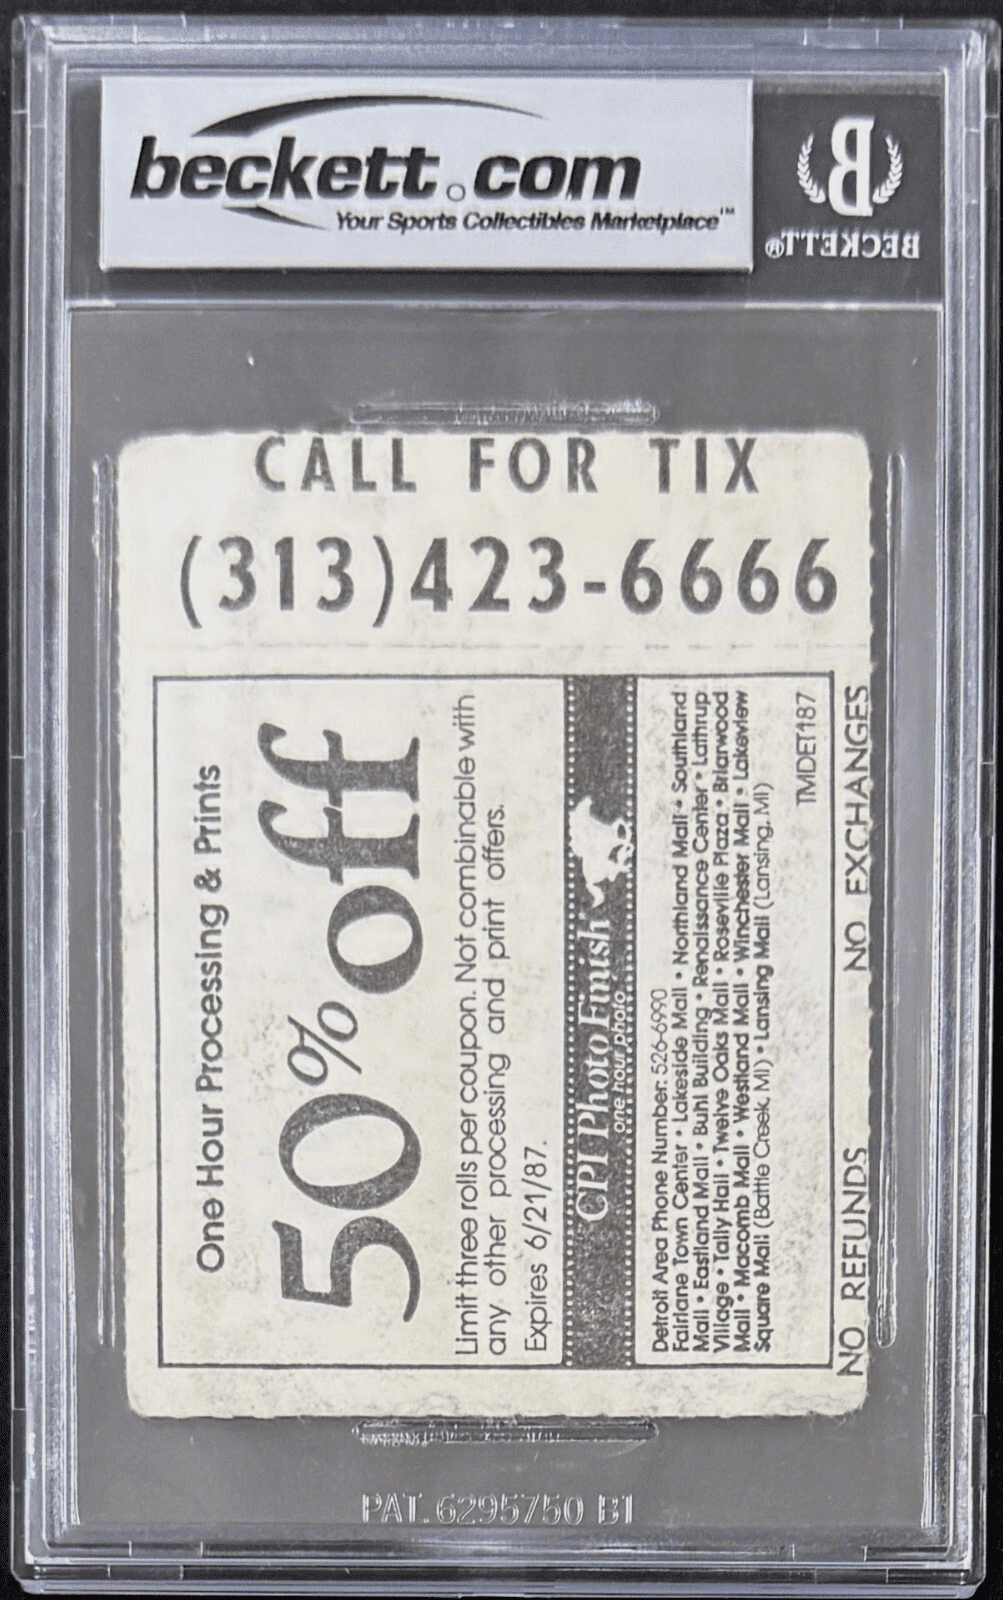 beckett.com
Your Sports Collectibles Marketplace™
BECKETT®
CALL FOR TIX
(313)423-6666
One Hour Processing & Prints
50% off
Limit three rolls per coupon. Not combinable with
any other processing and print offers.
Expires 6/21/87.
CPI Photo Finish
one hour photo
Detroit Area Phone Number: 526-6990
Fairlane Town Center • Lakeside Mall • Northland Mall • Southland
Mall • Eastland Mall • Buhl Building • Renaissance Center • Lathrup
Village • Tally Hall • Twelve Oaks Mall • Roseville Plaza • Briarwood
Mall • Macomb Mall • Westland Mall • Winchester Mall • Lakeview
Square Mall (Battle Creek, MI) • Lansing Mall (Lansing, MI)
TMDET187
NO REFUNDS NO EXCHANGES
PAT. 6295750 B1